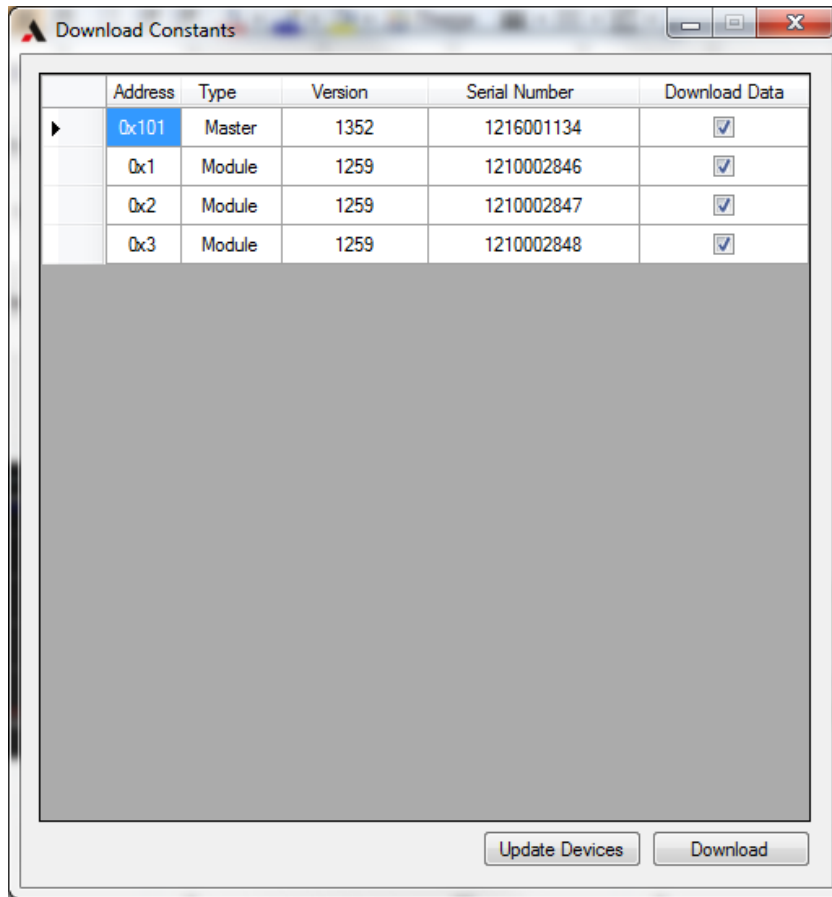 Download Constants
Address Type Version Serial Number Download Data
0x101 Master 1352 1216001134
0x1 Module 1259 1210002846
0x2 Module 1259 1210002847
0x3 Module 1259 1210002848
Update Devices Download